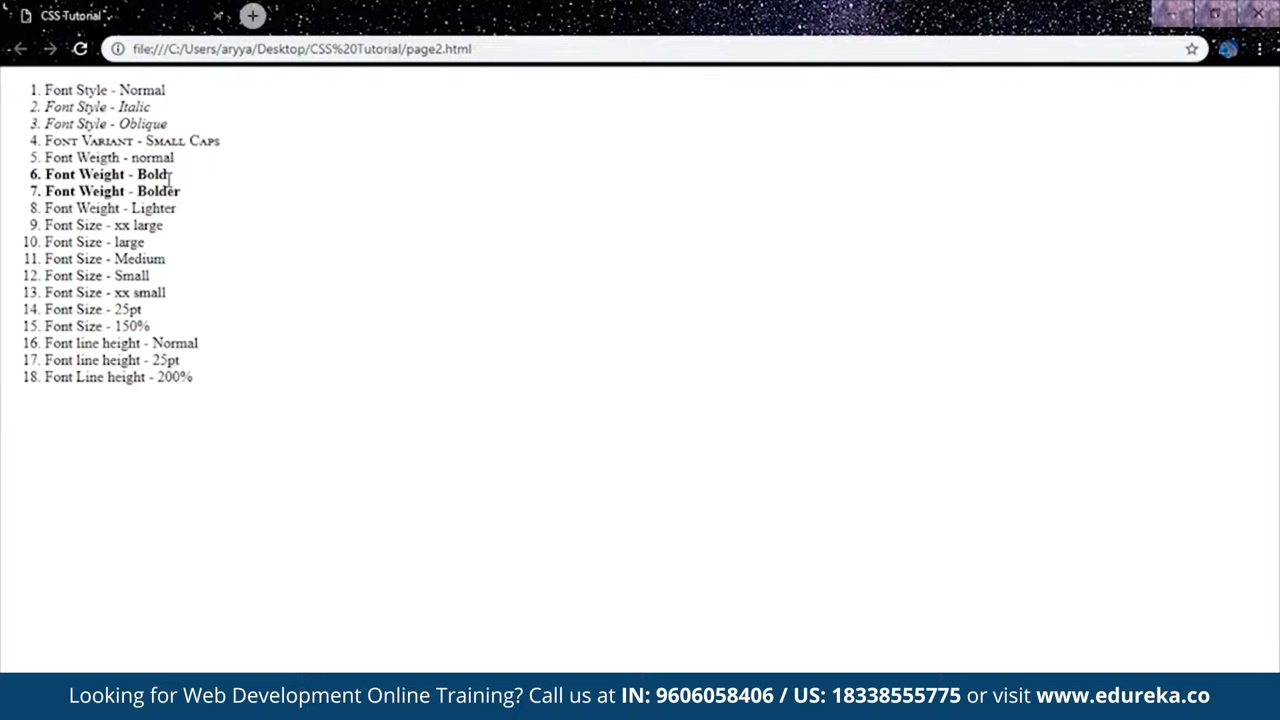 CSS Tutorial
file:///C:/Users/aryya/Desktop/CSS%20Tutorial/page2.html
1. Font Style - Normal
2. Font Style - Italic
3. Font Style - Oblique
4. Font Variant - Small Caps
5. Font Weigth - normal
6. Font Weight - Bold
7. Font Weight - Bolder
8. Font Weight - Lighter
9. Font Size - xx large
10. Font Size - large
11. Font Size - Medium
12. Font Size - Small
13. Font Size - xx small
14. Font Size - 25pt
15. Font Size - 150%
16. Font line height - Normal
17. Font line height - 25pt
18. Font Line height - 200%
Looking for Web Development Online Training? Call us at IN: 9606058406 / US: 18338555775 or visit www.edureka.co